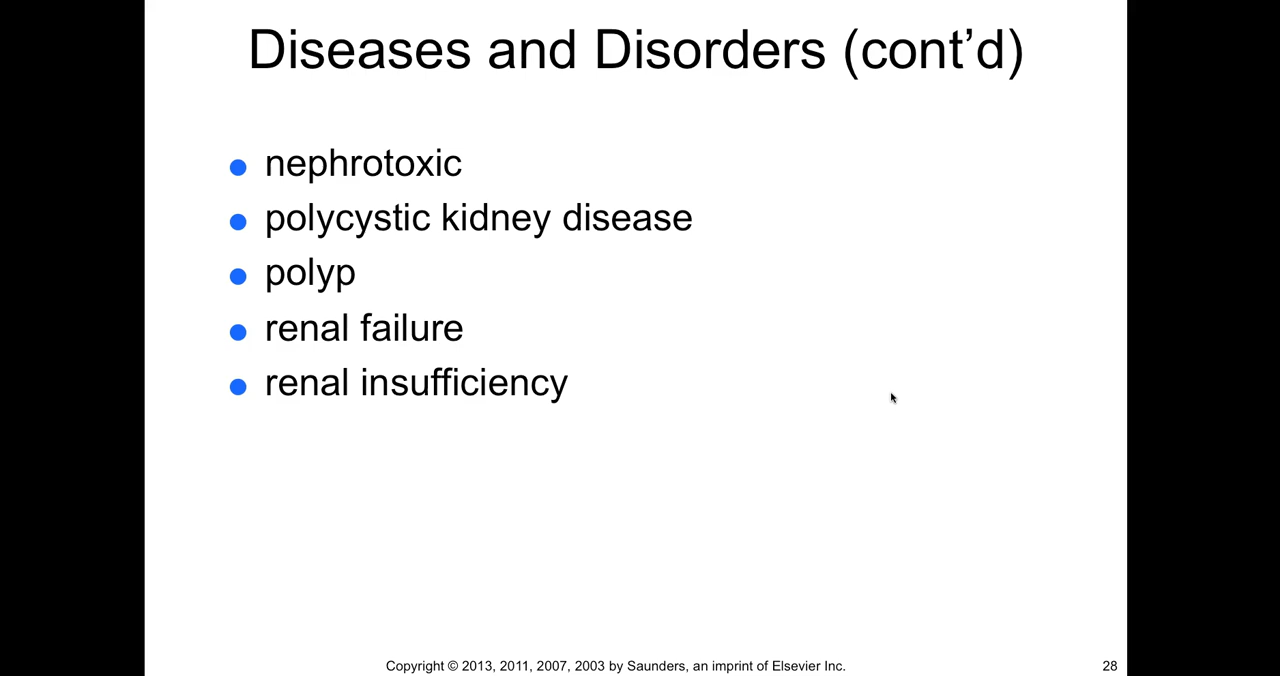 Diseases and Disorders (cont’d)
nephrotoxic
polycystic kidney disease
polyp
renal failure
renal insufficiency
Copyright © 2013, 2011, 2007, 2003 by Saunders, an imprint of Elsevier Inc.
28